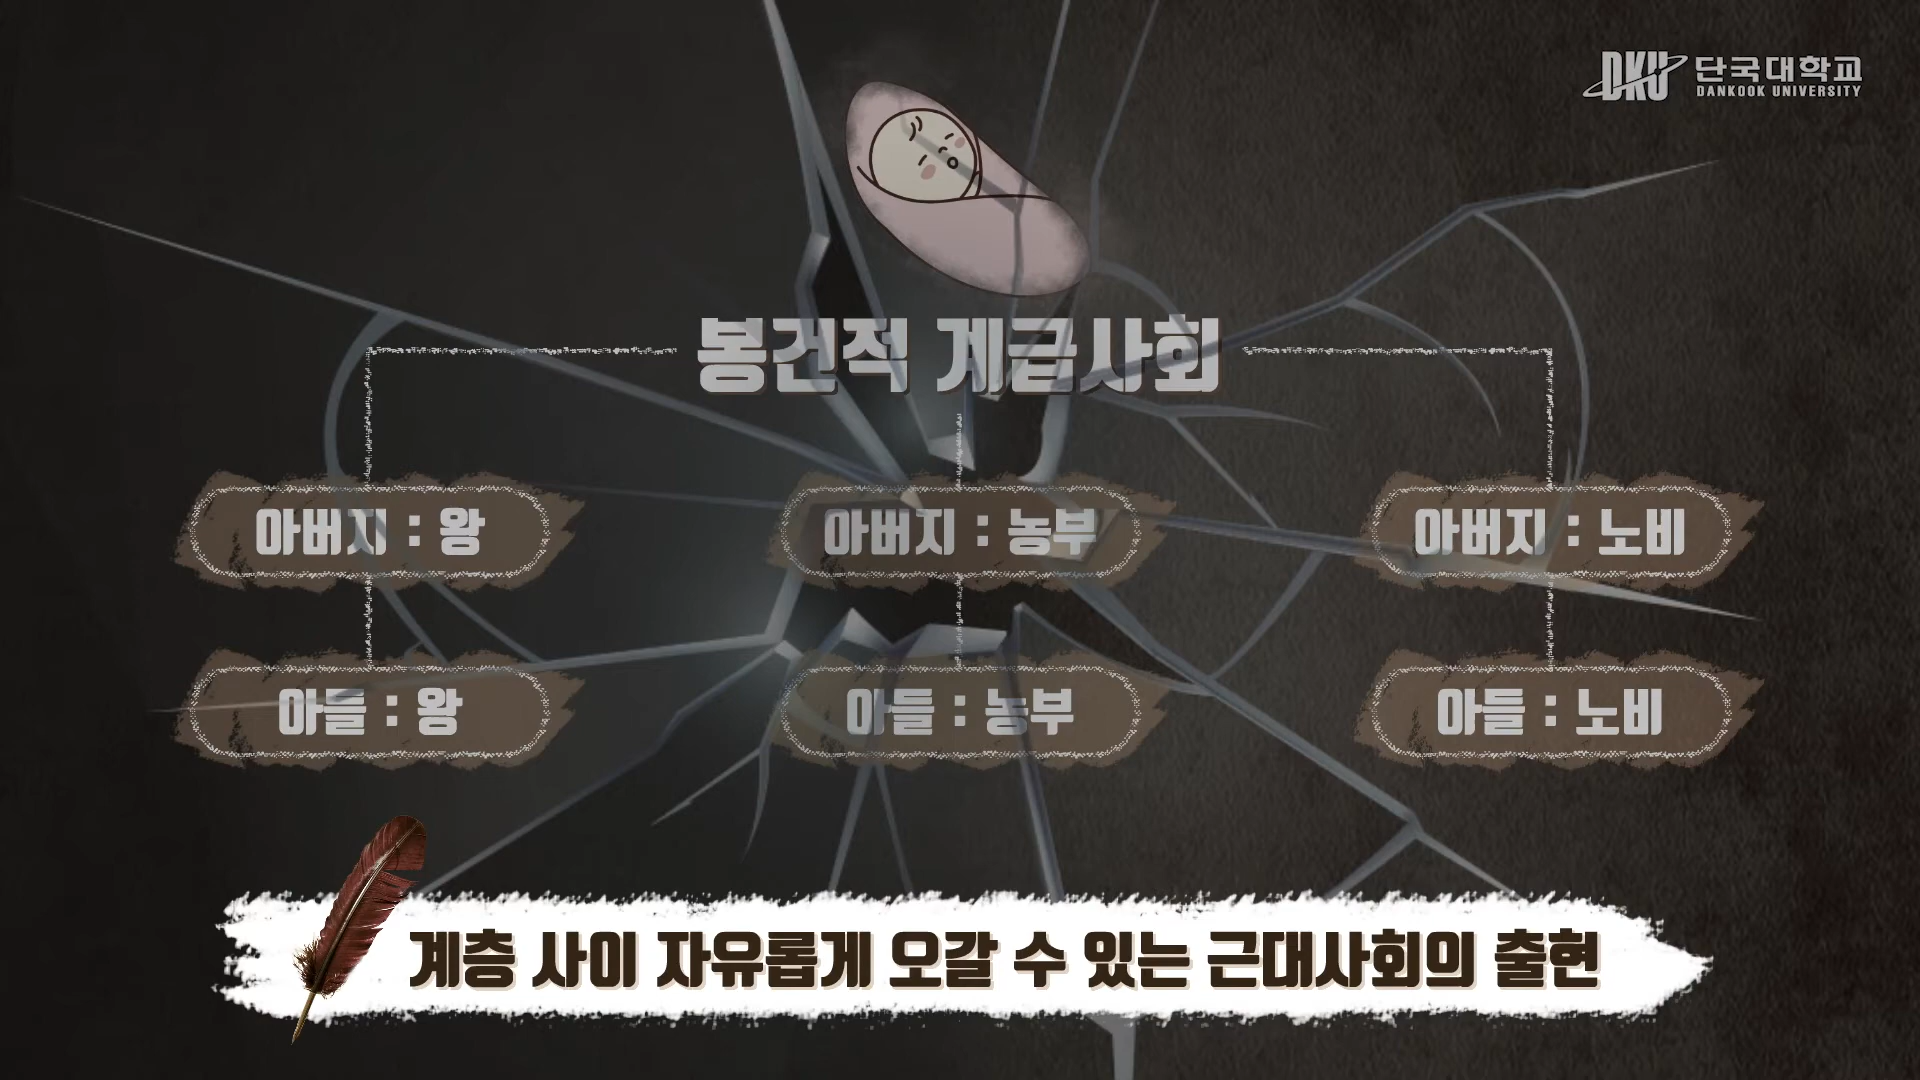 DKU 단국대학교
DANKOOK UNIVERSITY
봉건적 계급사회
아버지 : 왕
아버지 : 농부
아버지 : 노비
아들 : 왕
아들 : 농부
아들 : 노비
계층 사이 자유롭게 오갈 수 있는 근대사회의 출현